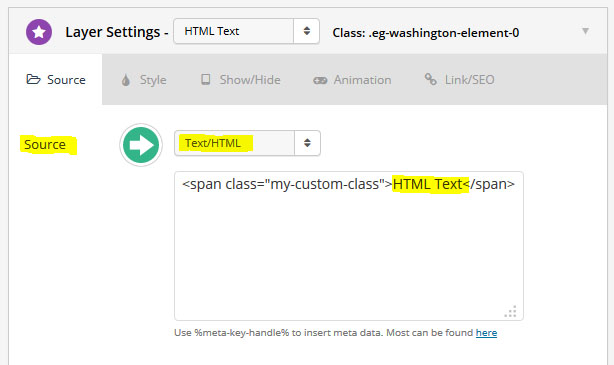 Layer Settings - HTML Text Class: .eg-washington-element-0
Source Style Show/Hide Animation Link/SEO
Source Text/HTML
<span class="my-custom-class">HTML Text</span>
Use %meta-key-handle% to insert meta data. Most can be found here